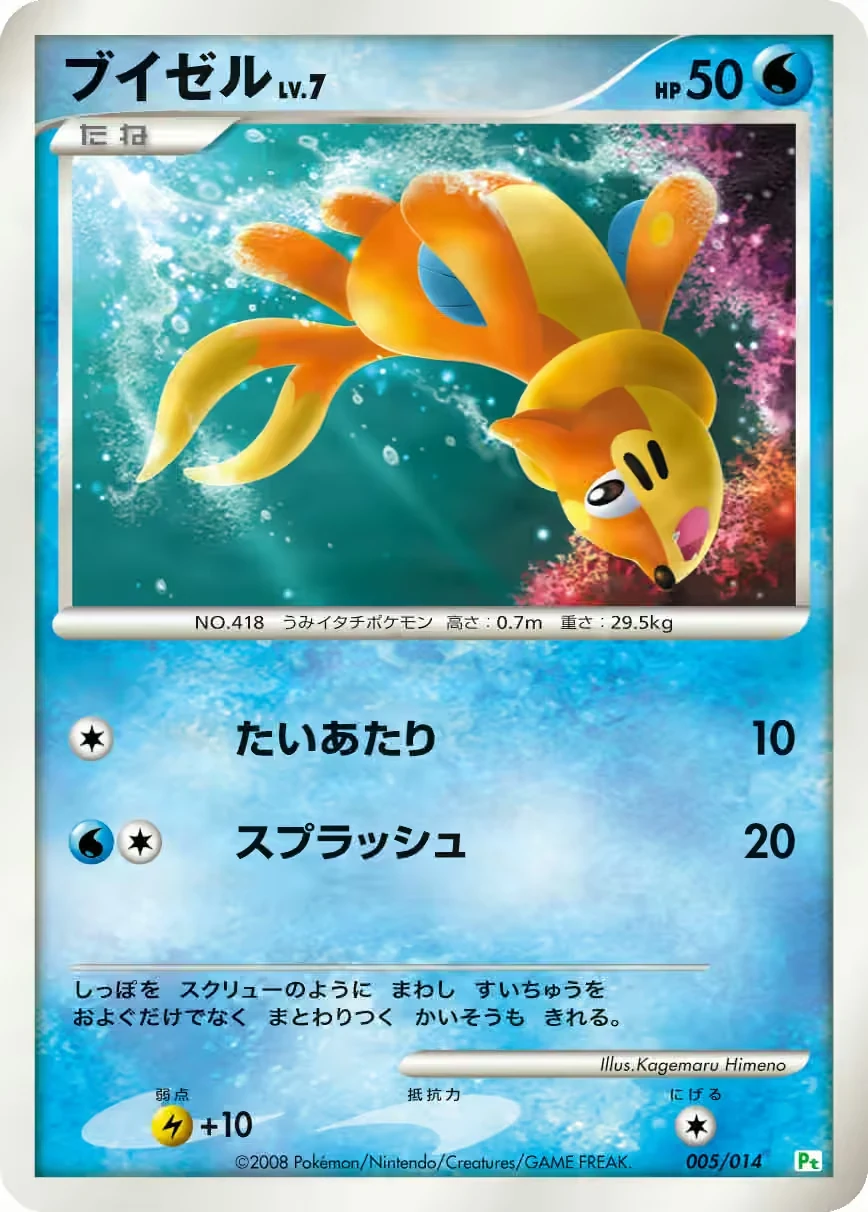 ブイゼル LV.7 HP 50
たね
NO.418 うみイタチポケモン 高さ:0.7m 重さ:29.5kg
たいあたり 10
スプラッシュ 20
しっぽを スクリューのように まわし すいちゅうを
およぐだけでなく まとわりつく かいそうも きれる。
Illus.Kagemaru Himeno
弱点 抵抗力 にげる
+10
©2008 Pokémon/Nintendo/Creatures/GAME FREAK. 005/014 Pt